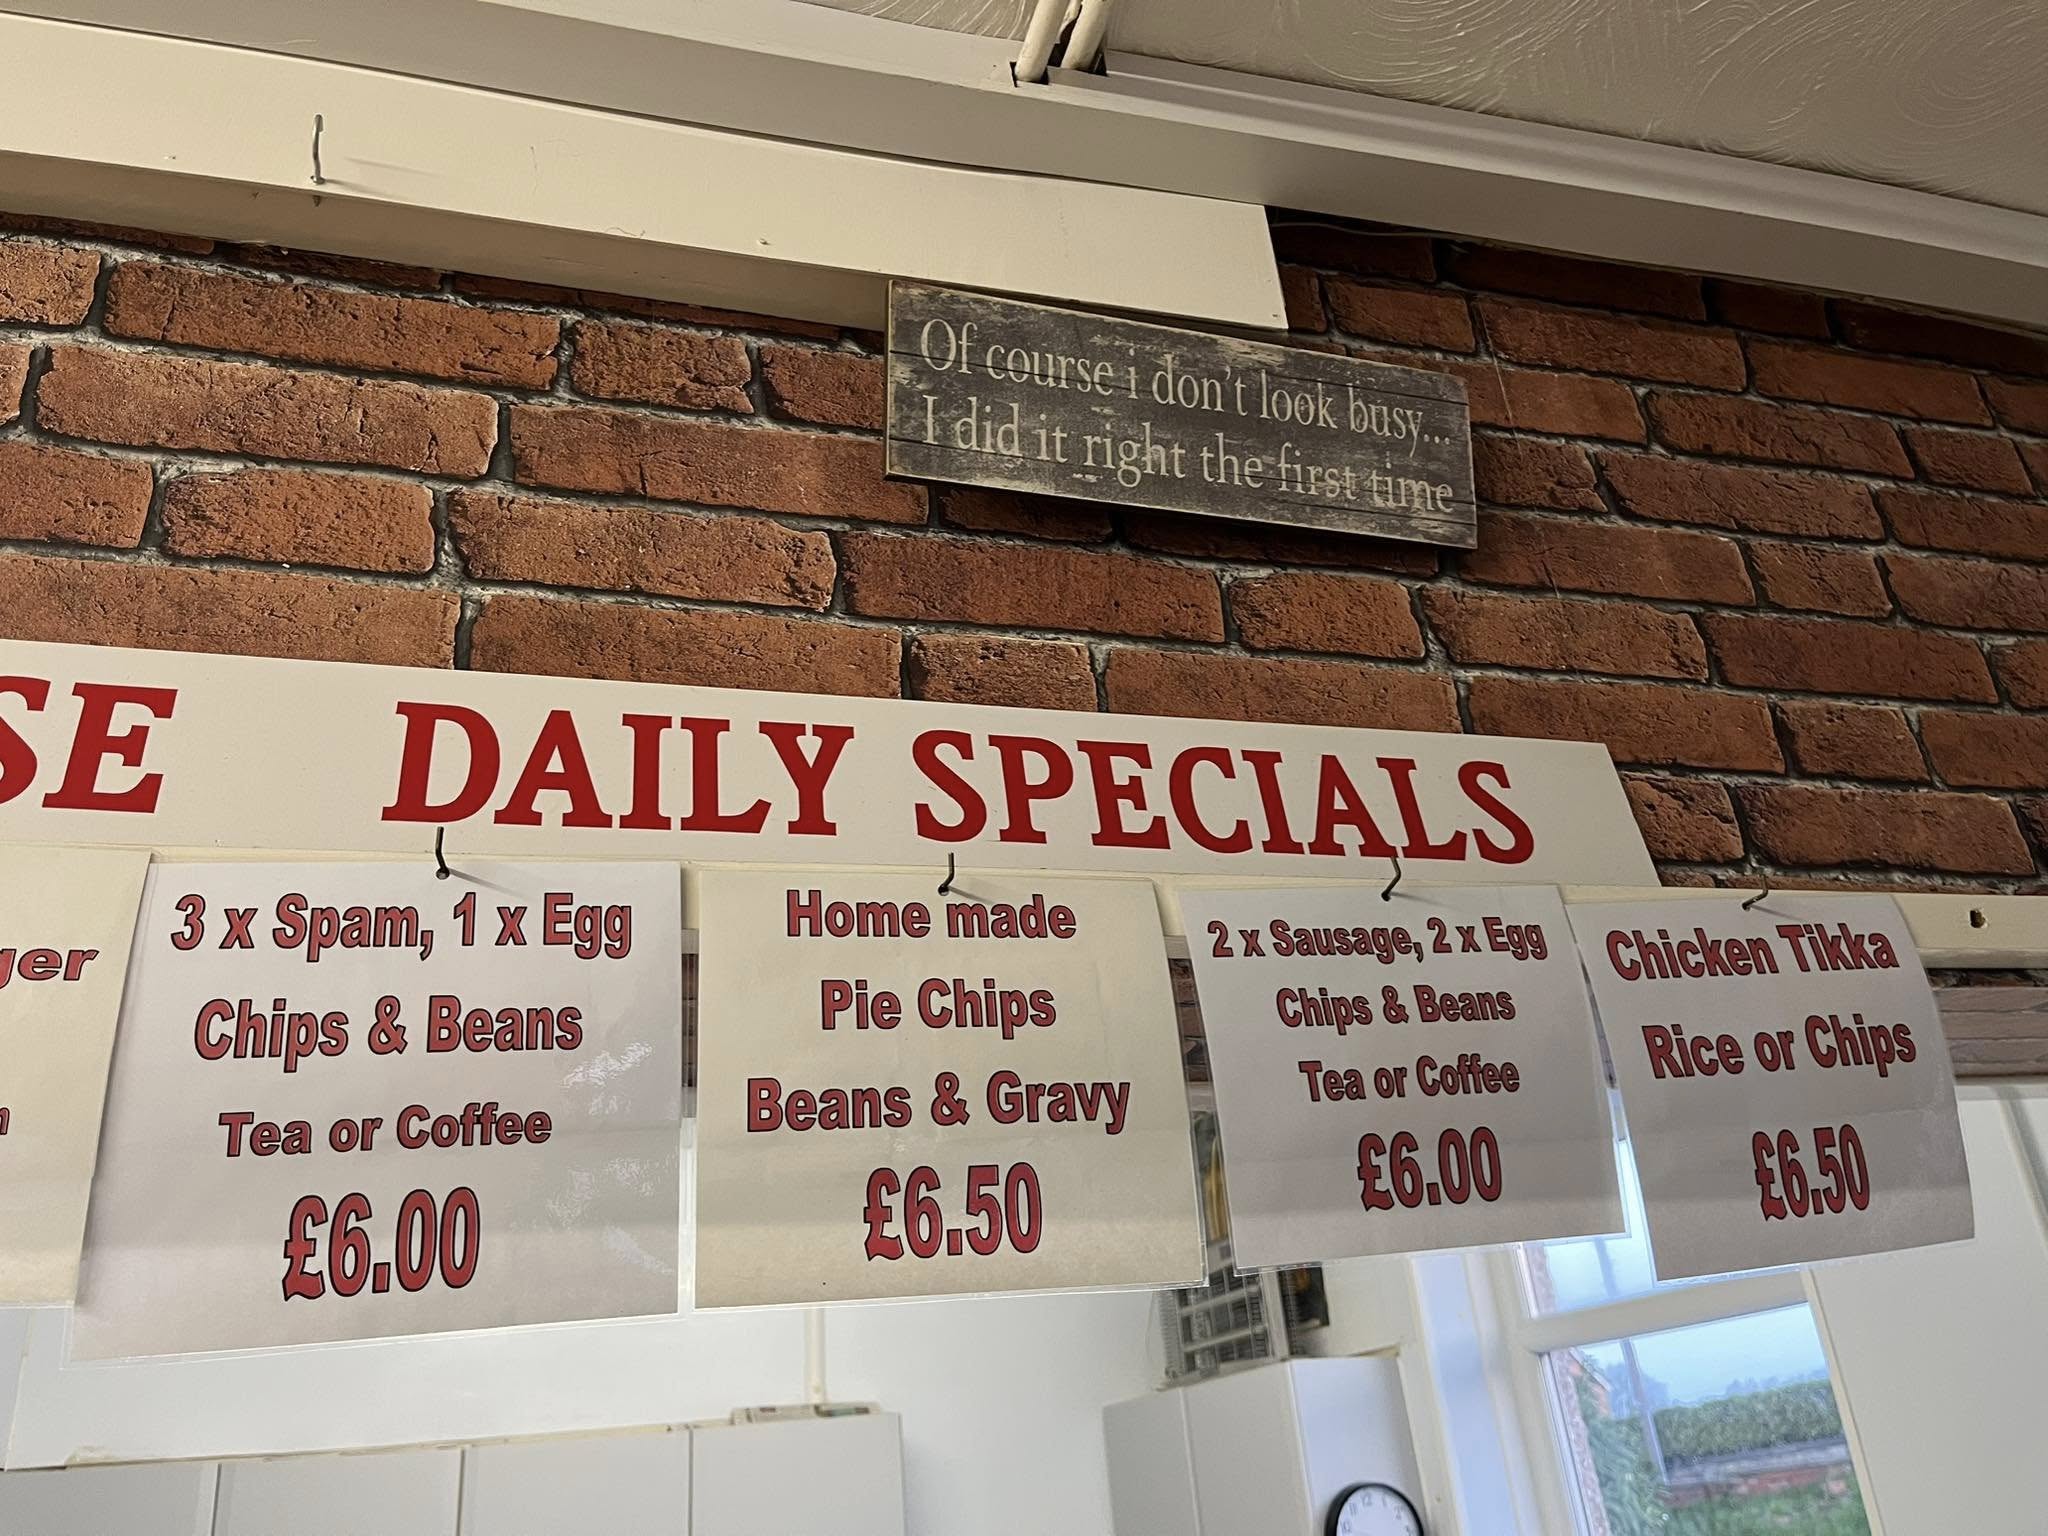 Of course i don't look busy...
I did it right the first time
SE DAILY SPECIALS
ger
3 x Spam, 1 x Egg
Chips & Beans
Tea or Coffee
£6.00
Home made
Pie Chips
Beans & Gravy
£6.50
2 x Sausage, 2 x Egg
Chips & Beans
Tea or Coffee
£6.00
Chicken Tikka
Rice or Chips
£6.50